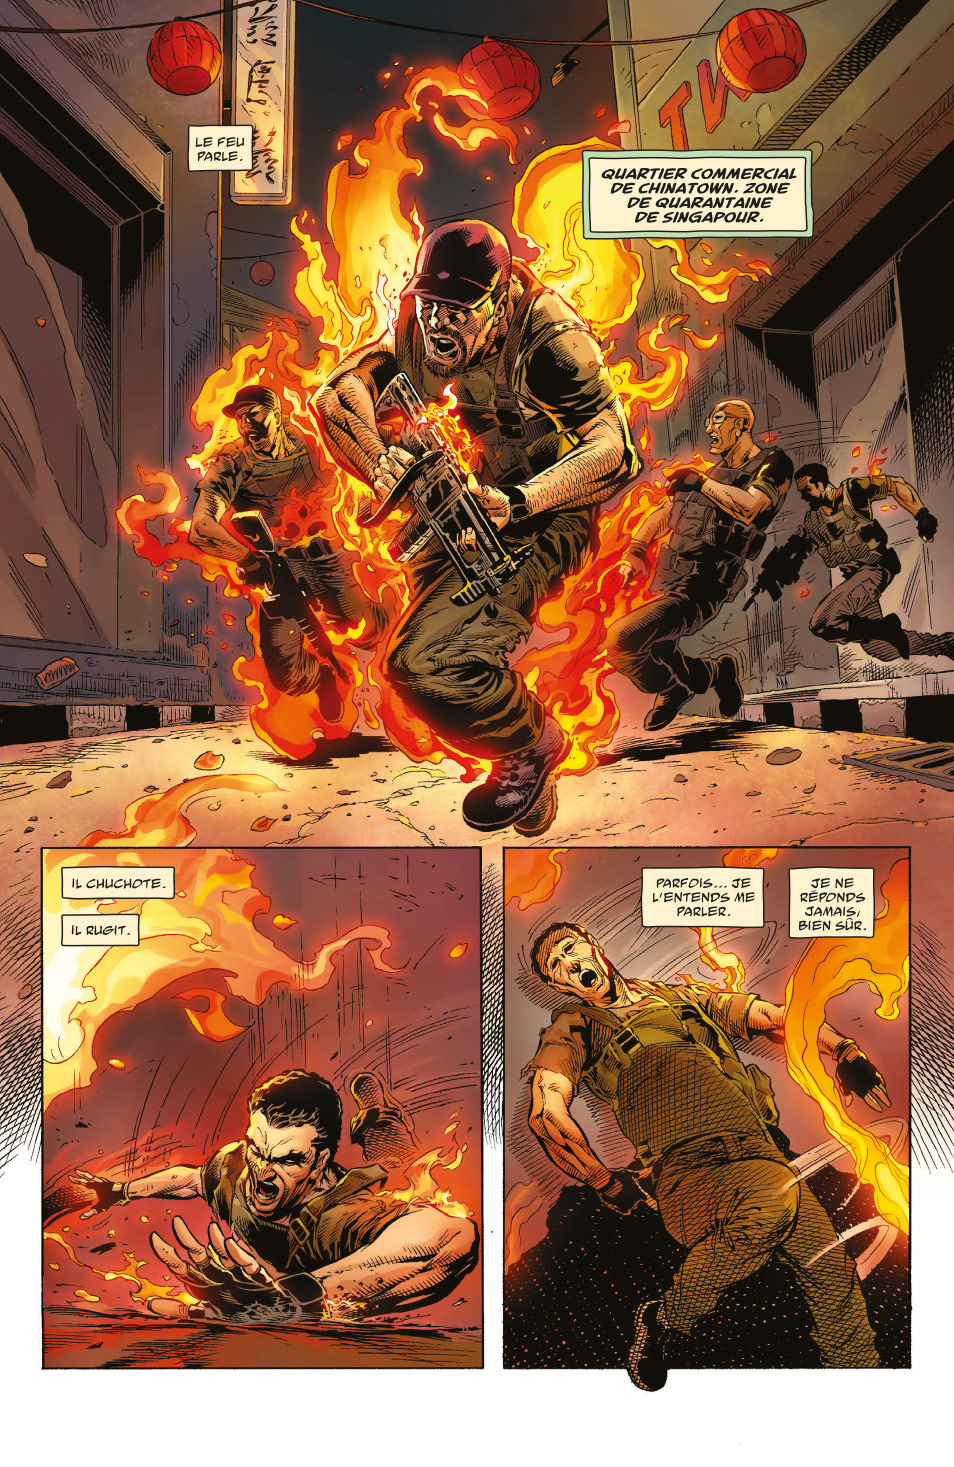 LE FEU
PARLE.
QUARTIER COMMERCIAL
DE CHINATOWN. ZONE
DE QUARANTAINE
DE SINGAPOUR.
IL CHUCHOTE.
IL RUGIT.
PARFOIS... JE
L'ENTENDS ME
PARLER.
JE NE
RÉPONDS
JAMAIS,
BIEN SÛR.